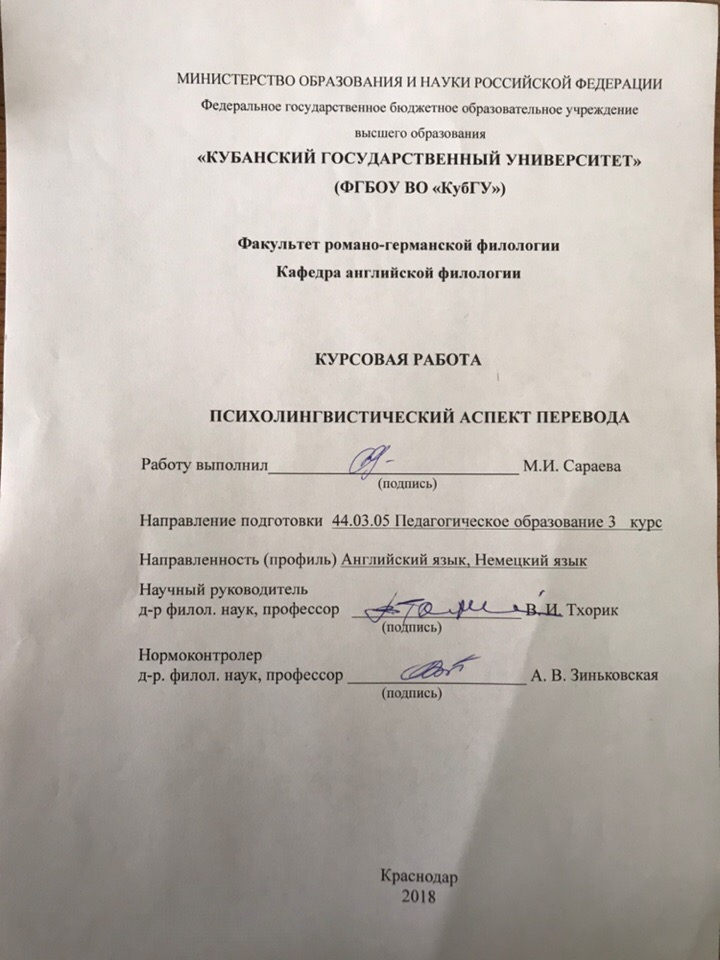 МИНИСТЕРСТВО ОБРАЗОВАНИЯ И НАУКИ РОССИЙСКОЙ ФЕДЕРАЦИИ
Федеральное государственное бюджетное образовательное учреждение
высшего образования
«КУБАНСКИЙ ГОСУДАРСТВЕННЫЙ УНИВЕРСИТЕТ»
(ФГБОУ ВО «КубГУ»)
Факультет романо-германской филологии
Кафедра английской филологии
КУРСОВАЯ РАБОТА
ПСИХОЛИНГВИСТИЧЕСКИЙ АСПЕКТ ПЕРЕВОДА
Работу выполнил М.И. Сараева
(подпись)
Направление подготовки 44.03.05 Педагогическое образование 3 курс
Направленность (профиль) Английский язык, Немецкий язык
Научный руководитель
д-р филол. наук, профессор В. И. Тхорик
(подпись)
Нормоконтролер
д-р. филол. наук, профессор А. В. Зиньковская
(подпись)
Краснодар
2018